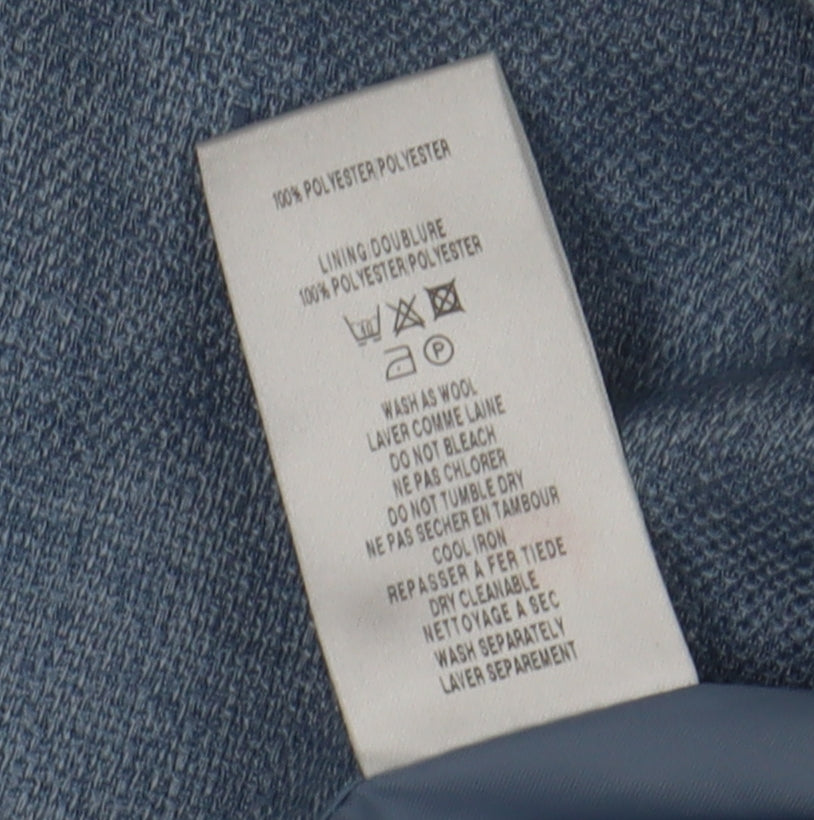 100% POLYESTER/POLYESTER
LINING/DOUBLURE
100% POLYESTER/POLYESTER
40
P
WASH AS WOOL
LAVER COMME LAINE
DO NOT BLEACH
NE PAS CHLORER
DO NOT TUMBLE DRY
NE PAS SECHER EN TAMBOUR
COOL IRON
REPASSER A FER TIEDE
DRY CLEANABLE
NETTOYAGE A SEC
WASH SEPARATELY
LAVER SEPAREMENT